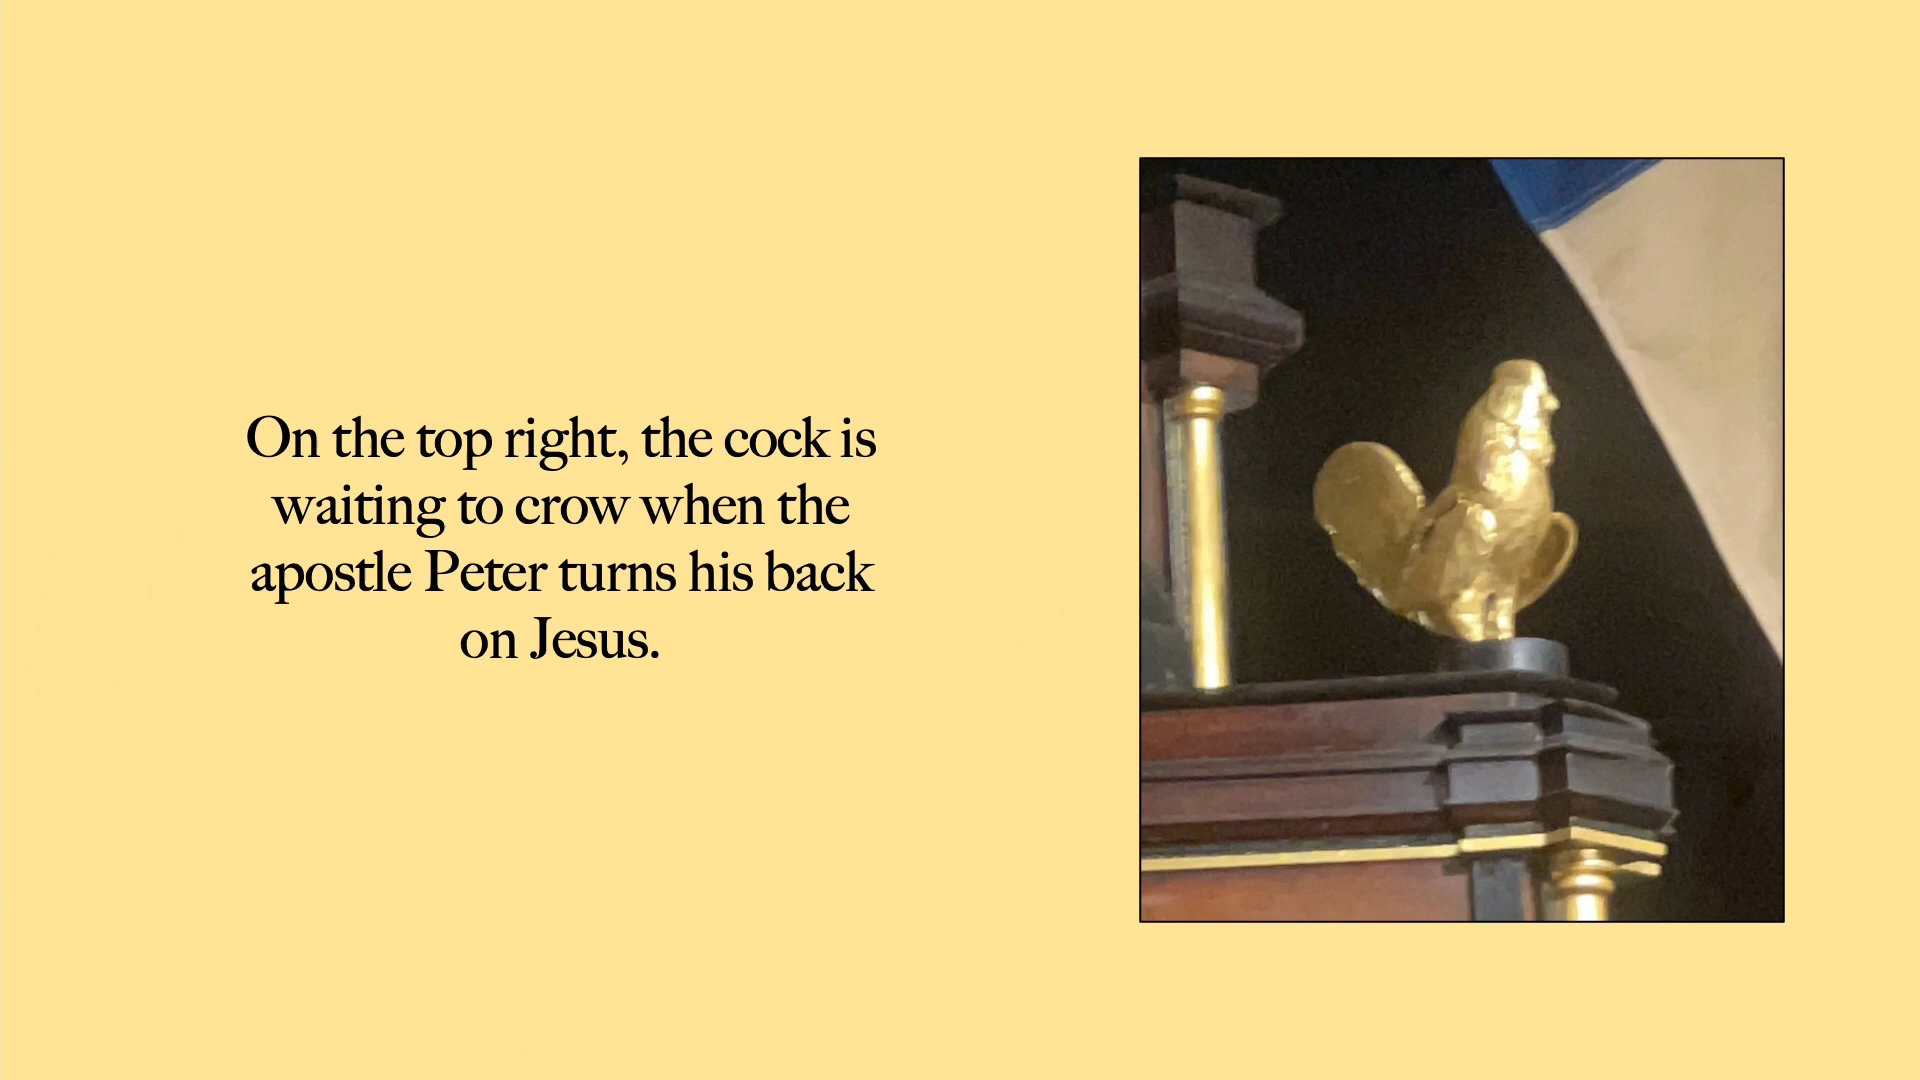 On the top right, the cock is
waiting to crow when the
apostle Peter turns his back
on Jesus.